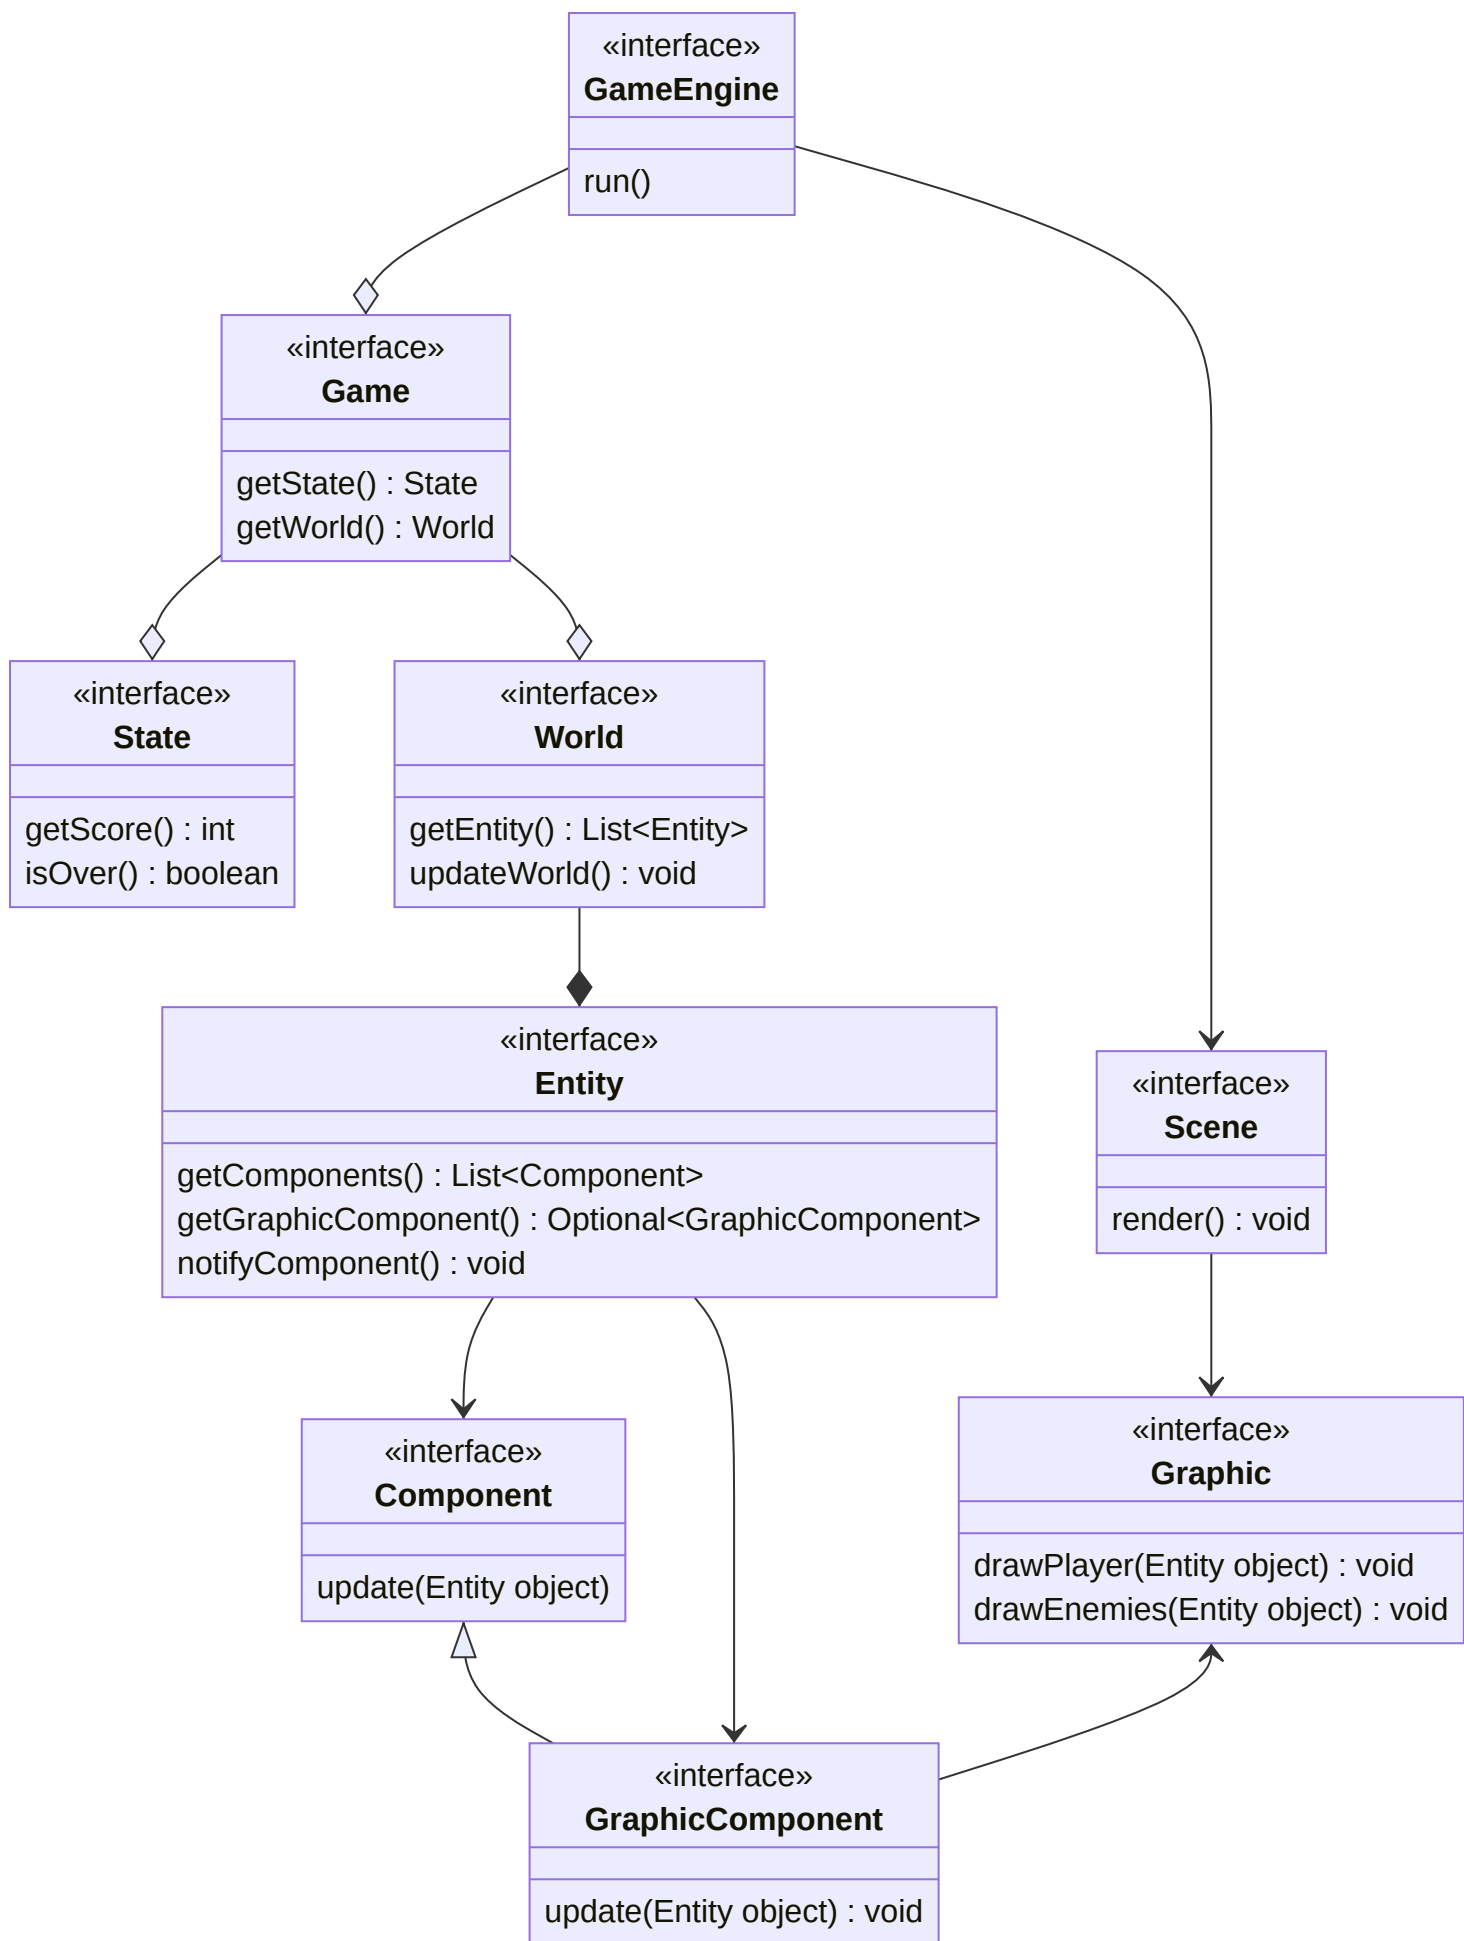 «interface»
GameEngine
run()
«interface»
Game
getState() : State
getWorld() : World
«interface»
State
getScore() : int
isOver() : boolean
«interface»
World
getEntity() : List<Entity>
updateWorld() : void
«interface»
Entity
getComponents() : List<Component>
getGraphicComponent() : Optional<GraphicComponent>
notifyComponent() : void
«interface»
Scene
render() : void
«interface»
Component
update(Entity object)
«interface»
Graphic
drawPlayer(Entity object) : void
drawEnemies(Entity object) : void
«interface»
GraphicComponent
update(Entity object) : void